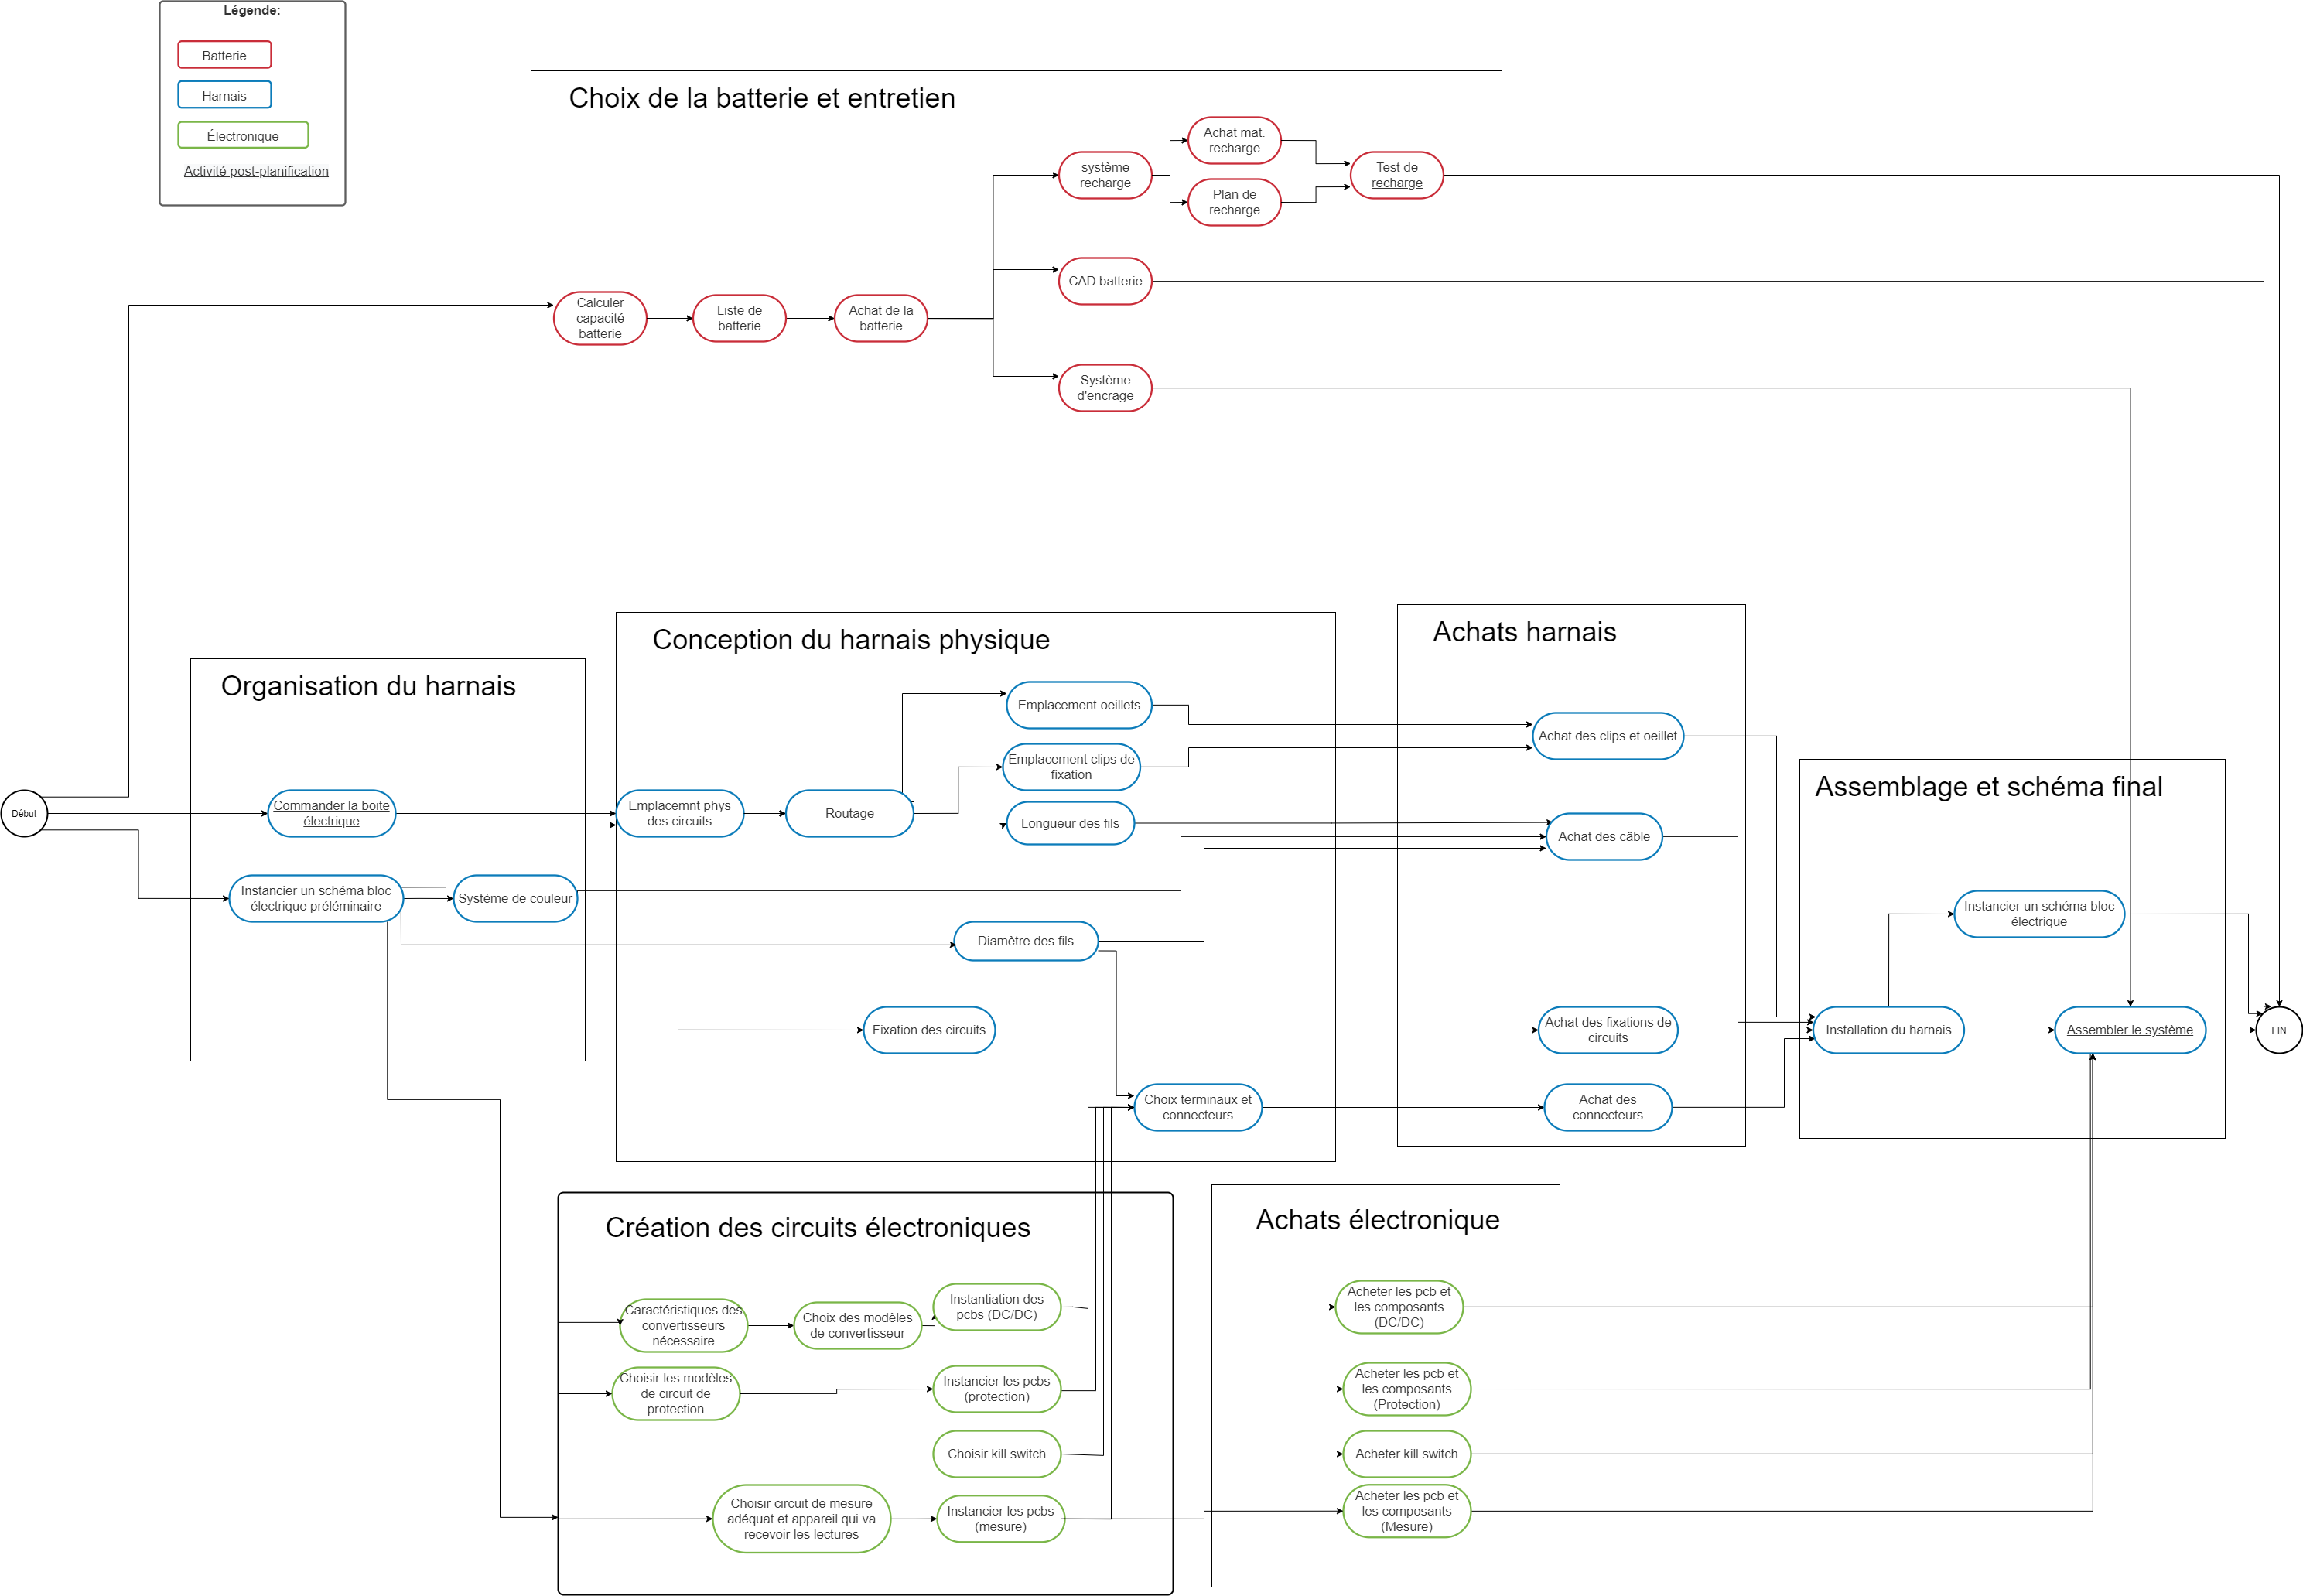 Légende:
Batterie
Harnais
Électronique
Activité post-planification
Choix de la batterie et entretien
Calculer
capacité
batterie
Liste de
batterie
Achat de la
batterie
système
recharge
Achat mat.
recharge
Plan de
recharge
Test de
recharge
CAD batterie
Système
d'encrage
Début
Organisation du harnais
Commander la boite
électrique
Instancier un schéma bloc
électrique préléminaire
Système de couleur
Conception du harnais physique
Emplacemnt phys
des circuits
Routage
Emplacement oeillets
Emplacement clips de
fixation
Longueur des fils
Diamètre des fils
Fixation des circuits
Choix terminaux et
connecteurs
Achats harnais
Achat des clips et oeillet
Achat des câble
Achat des fixations de
circuits
Achat des
connecteurs
Assemblage et schéma final
Instancier un schéma bloc
électrique
Installation du harnais
Assembler le système
FIN
Création des circuits électroniques
Caractéristiques des
convertisseurs
nécessaire
Choix des modèles
de convertisseur
Instantiation des
pcbs (DC/DC)
Choisir les modèles
de circuit de
protection
Instancier les pcbs
(protection)
Choisir kill switch
Choisir circuit de mesure
adéquat et appareil qui va
recevoir les lectures
Instancier les pcbs
(mesure)
Achats électronique
Acheter les pcb et
les composants
(DC/DC)
Acheter les pcb et
les composants
(Protection)
Acheter kill switch
Acheter les pcb et
les composants
(Mesure)